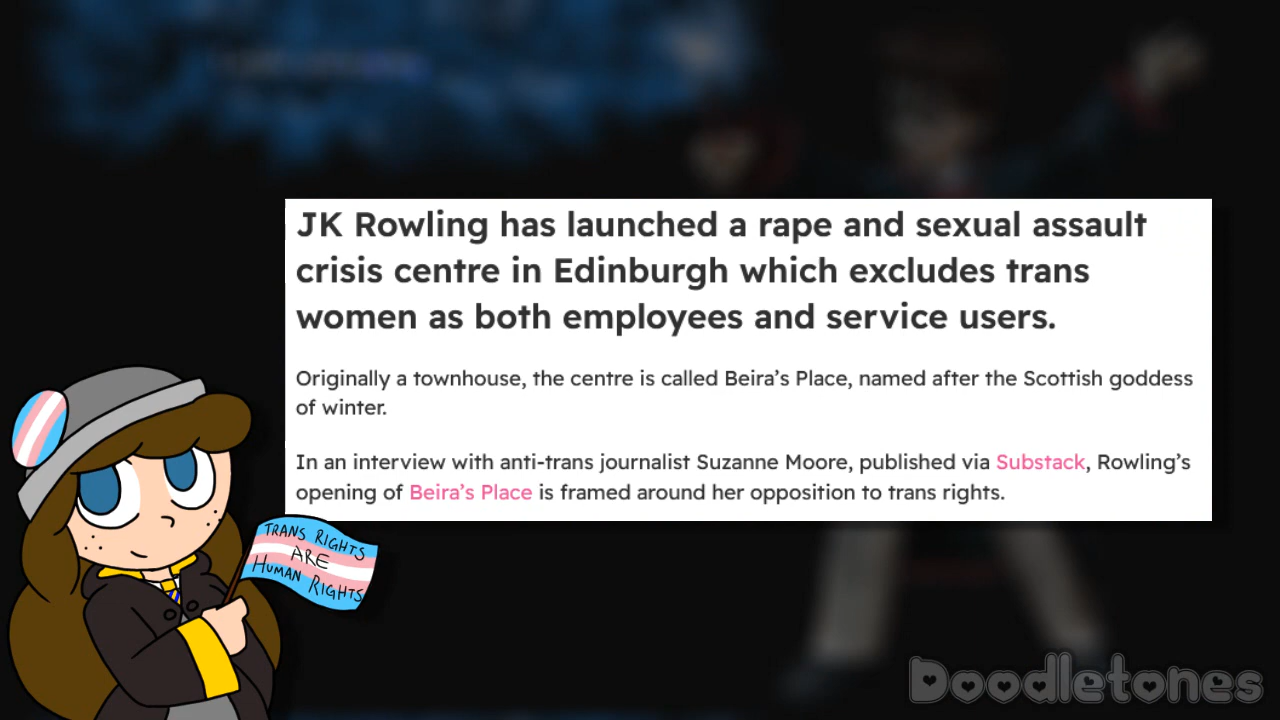 JK Rowling has launched a rape and sexual assault
crisis centre in Edinburgh which excludes trans
women as both employees and service users.
Originally a townhouse, the centre is called Beira’s Place, named after the Scottish goddess
of winter.
In an interview with anti-trans journalist Suzanne Moore, published via Substack, Rowling’s
opening of Beira’s Place is framed around her opposition to trans rights.
TRANS RIGHTS
ARE
HUMAN RIGHTS
Doodletones